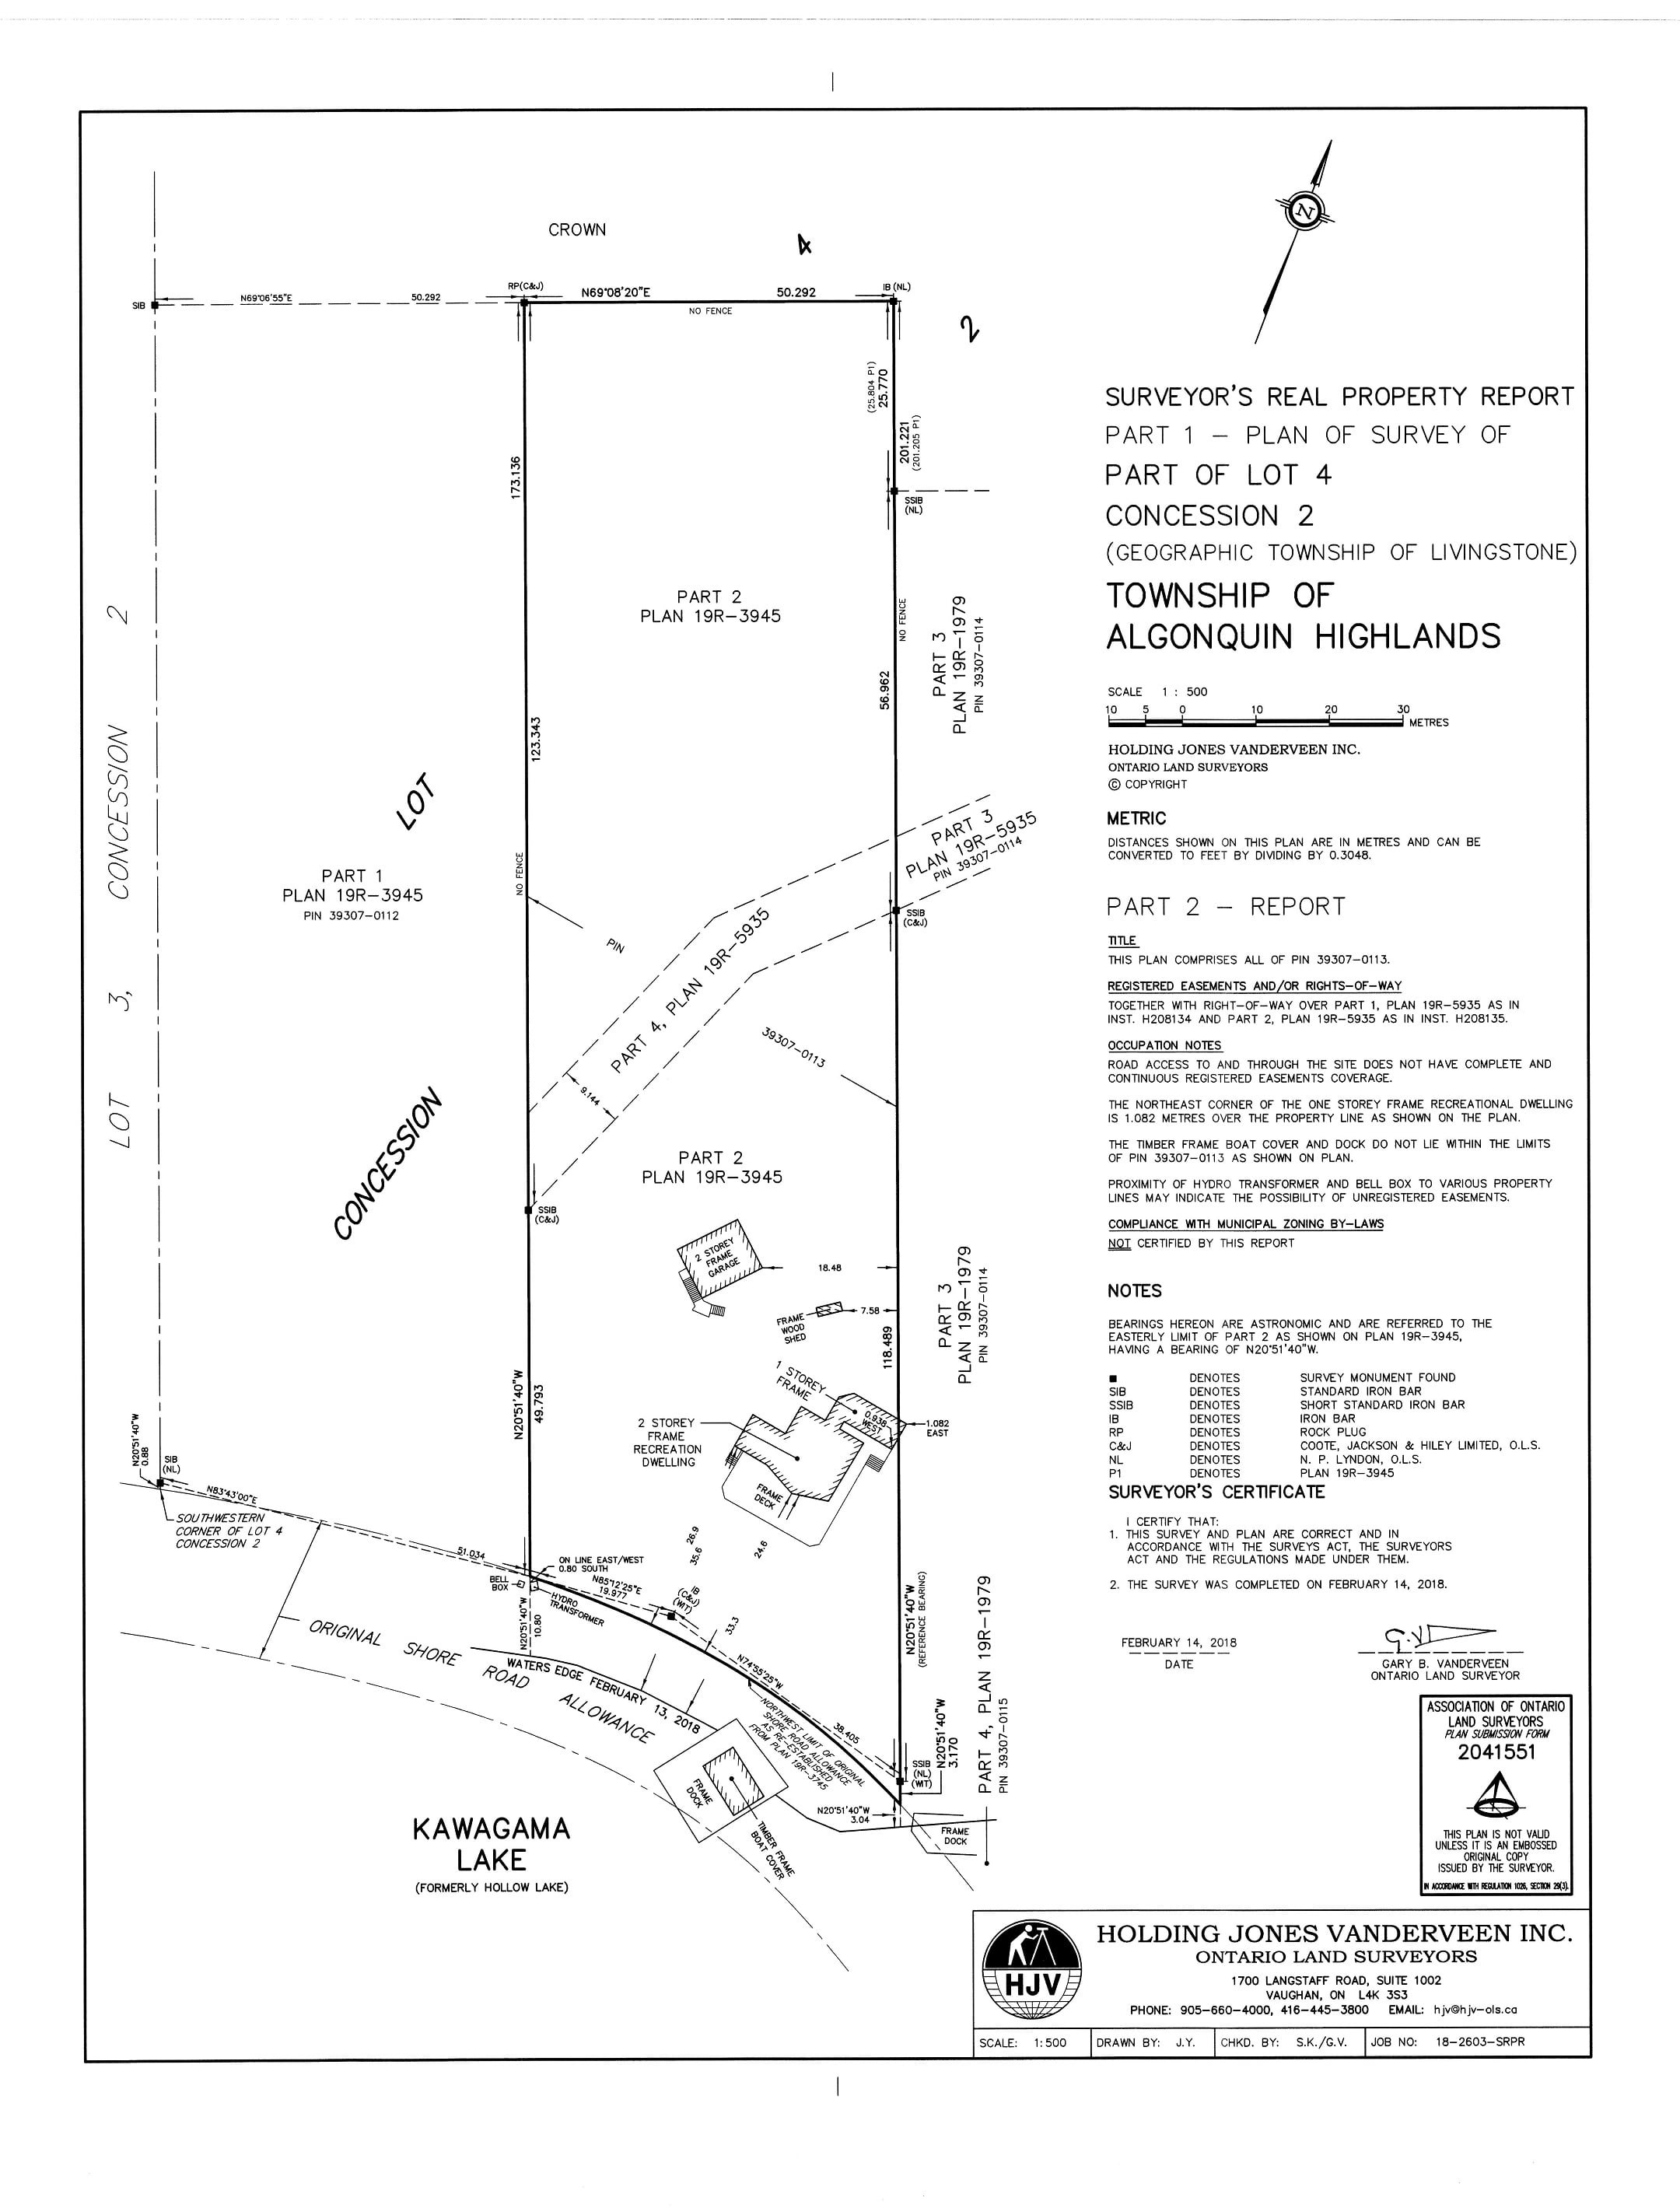 CROWN
4
2
SIB
N69°06'55"E
50.292
RP(C&J)
N69°08'20"E
50.292
IB (NL)
NO FENCE
173.136
(25.804 P1)
25.770
201.221
(201.205 P1)
SSIB
(NL)
PART 2
PLAN 19R-3945
NO FENCE
PART 3
PLAN 19R-1979
PIN 39307-0114
56.962
123.343
LOT 3, CONCESSION 2
LOT
CONCESSION
PART 1
PLAN 19R-3945
PIN 39307-0112
NO FENCE
PIN
39307-0113
PART 3
PLAN 19R-5935
PIN 39307-0114
SSIB
(C&J)
PART 4, PLAN 19R-5935
9.144
PART 2
PLAN 19R-3945
SSIB
(C&J)
2 STOREY
FRAME
GARAGE
18.48
FRAME
WOOD
SHED
7.58
118.489
PART 3
PLAN 19R-1979
PIN 39307-0114
1 STOREY
FRAME
0.938
WEST
1.082
EAST
2 STOREY
FRAME
RECREATION
DWELLING
FRAME
DECK
N20°51'40"W
49.793
N20°51'40"W
0.88
SIB
(NL)
N83°43'00"E
51.034
SOUTHWESTERN
CORNER OF LOT 4
CONCESSION 2
26.9
35.6
24.6
ON LINE EAST/WEST
0.80 SOUTH
BELL
BOX
HYDRO
TRANSFORMER
N85°12'25"E
19.977
IB
(C&J)
(WIT)
33.3
N20°51'40"W
10.80
N20°51'40"W
(REFERENCE BEARING)
PART 4, PLAN 19R-1979
PIN 39307-0115
ORIGINAL SHORE ROAD ALLOWANCE
WATERS EDGE FEBRUARY 13, 2018
N74°55'25"W
38.405
NORTHWEST LIMIT OF ORIGINAL
SHORE ROAD ALLOWANCE
AS RE-ESTABLISHED
FROM PLAN 19R-3745
SSIB
(NL)
(WIT)
N20°51'40"W
3.170
N20°51'40"W
3.04
FRAME
DOCK
FRAME
DOCK
TIMBER FRAME
BOAT COVER
KAWAGAMA
LAKE
(FORMERLY HOLLOW LAKE)
N
SURVEYOR'S REAL PROPERTY REPORT
PART 1 - PLAN OF SURVEY OF
PART OF LOT 4
CONCESSION 2
(GEOGRAPHIC TOWNSHIP OF LIVINGSTONE)
TOWNSHIP OF
ALGONQUIN HIGHLANDS
SCALE 1 : 500
10 5 0 10 20 30
METRES
HOLDING JONES VANDERVEEN INC.
ONTARIO LAND SURVEYORS
© COPYRIGHT
METRIC
DISTANCES SHOWN ON THIS PLAN ARE IN METRES AND CAN BE
CONVERTED TO FEET BY DIVIDING BY 0.3048.
PART 2 - REPORT
TITLE
THIS PLAN COMPRISES ALL OF PIN 39307-0113.
REGISTERED EASEMENTS AND/OR RIGHTS-OF-WAY
TOGETHER WITH RIGHT-OF-WAY OVER PART 1, PLAN 19R-5935 AS IN
INST. H208134 AND PART 2, PLAN 19R-5935 AS IN INST. H208135.
OCCUPATION NOTES
ROAD ACCESS TO AND THROUGH THE SITE DOES NOT HAVE COMPLETE AND
CONTINUOUS REGISTERED EASEMENTS COVERAGE.
THE NORTHEAST CORNER OF THE ONE STOREY FRAME RECREATIONAL DWELLING
IS 1.082 METRES OVER THE PROPERTY LINE AS SHOWN ON THE PLAN.
THE TIMBER FRAME BOAT COVER AND DOCK DO NOT LIE WITHIN THE LIMITS
OF PIN 39307-0113 AS SHOWN ON PLAN.
PROXIMITY OF HYDRO TRANSFORMER AND BELL BOX TO VARIOUS PROPERTY
LINES MAY INDICATE THE POSSIBILITY OF UNREGISTERED EASEMENTS.
COMPLIANCE WITH MUNICIPAL ZONING BY-LAWS
NOT CERTIFIED BY THIS REPORT
NOTES
BEARINGS HEREON ARE ASTRONOMIC AND ARE REFERRED TO THE
EASTERLY LIMIT OF PART 2 AS SHOWN ON PLAN 19R-3945,
HAVING A BEARING OF N20°51'40"W.
■ DENOTES SURVEY MONUMENT FOUND
SIB DENOTES STANDARD IRON BAR
SSIB DENOTES SHORT STANDARD IRON BAR
IB DENOTES IRON BAR
RP DENOTES ROCK PLUG
C&J DENOTES COOTE, JACKSON & HILEY LIMITED, O.L.S.
NL DENOTES N. P. LYNDON, O.L.S.
P1 DENOTES PLAN 19R-3945
SURVEYOR'S CERTIFICATE
I CERTIFY THAT:
1. THIS SURVEY AND PLAN ARE CORRECT AND IN
ACCORDANCE WITH THE SURVEYS ACT, THE SURVEYORS
ACT AND THE REGULATIONS MADE UNDER THEM.
2. THE SURVEY WAS COMPLETED ON FEBRUARY 14, 2018.
FEBRUARY 14, 2018
DATE
GARY B. VANDERVEEN
ONTARIO LAND SURVEYOR
ASSOCIATION OF ONTARIO
LAND SURVEYORS
PLAN SUBMISSION FORM
2041551
THIS PLAN IS NOT VALID
UNLESS IT IS AN EMBOSSED
ORIGINAL COPY
ISSUED BY THE SURVEYOR.
IN ACCORDANCE WITH REGULATION 1026, SECTION 29(3).
HJV
HOLDING JONES VANDERVEEN INC.
ONTARIO LAND SURVEYORS
1700 LANGSTAFF ROAD, SUITE 1002
VAUGHAN, ON L4K 3S3
PHONE: 905-660-4000, 416-445-3800 EMAIL: hjv@hjv-ols.ca
SCALE: 1:500
DRAWN BY: J.Y.
CHKD. BY: S.K./G.V.
JOB NO: 18-2603-SRPR